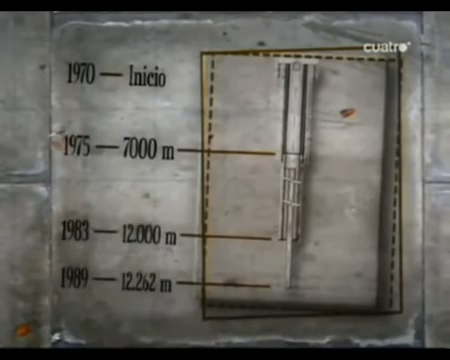 cuatro°
1970 — Inicio
1975 — 7000 m
1983 — 12.000 m
1989 — 12.262 m